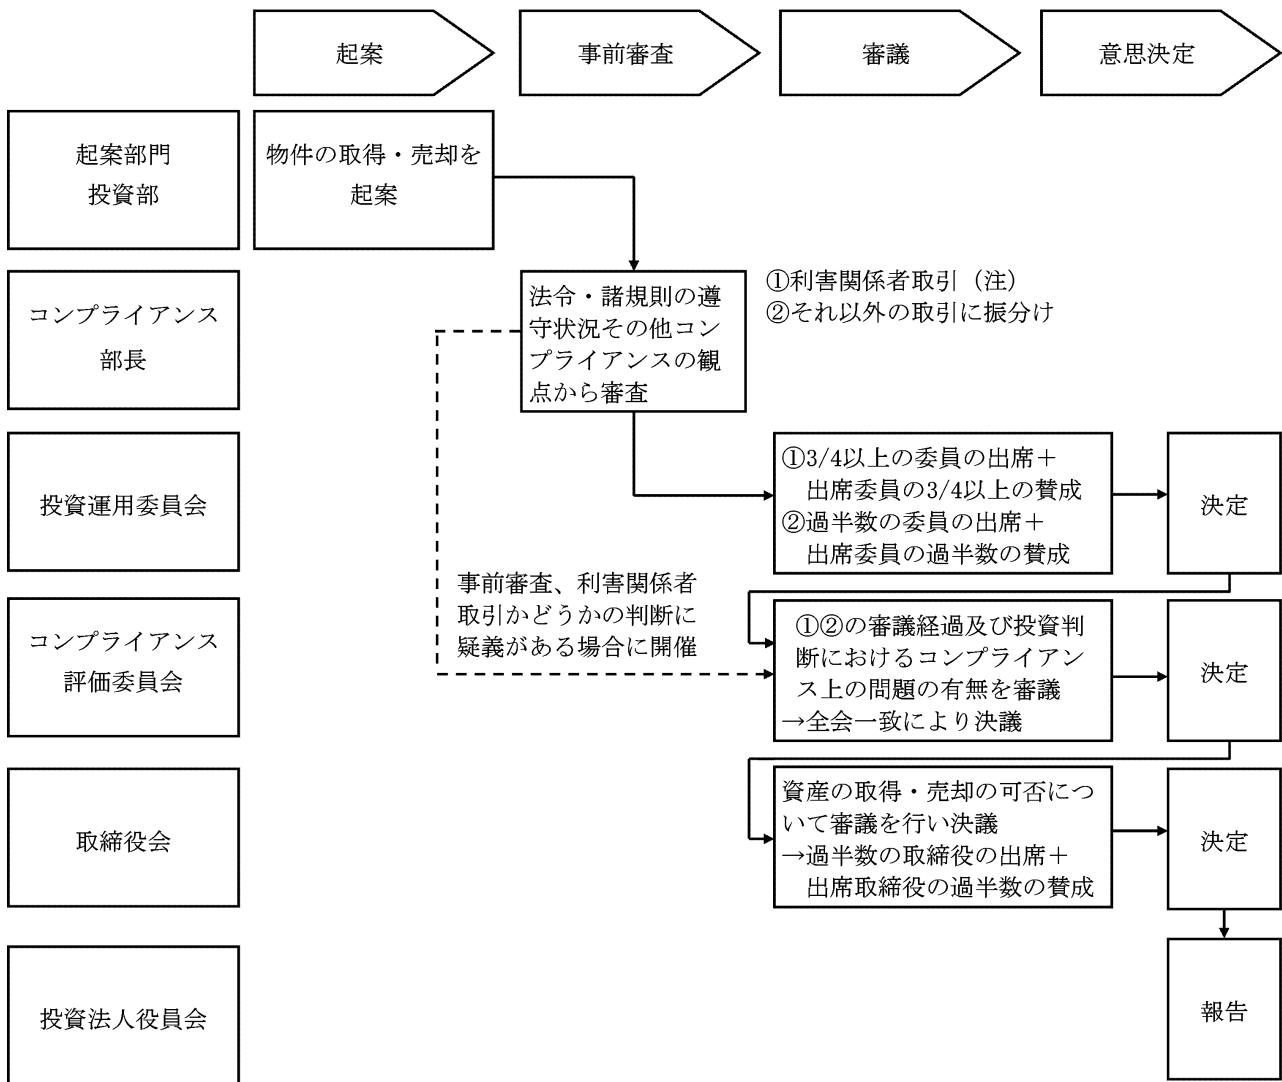 起案
事前審査
審議
意思決定
起案部門
投資部
物件の取得・売却を
起案
コンプライアンス
部長
法令・諸規則の遵
守状況その他コン
プライアンスの観
点から審査
①利害関係者取引（注）
②それ以外の取引に振分け
投資運用委員会
①3/4以上の委員の出席＋
出席委員の3/4以上の賛成
②過半数の委員の出席＋
出席委員の過半数の賛成
決定
事前審査、利害関係者
取引かどうかの判断に
疑義がある場合に開催
コンプライアンス
評価委員会
①②の審議経過及び投資判
断におけるコンプライアン
ス上の問題の有無を審議
→全会一致により決議
決定
取締役会
資産の取得・売却の可否につ
いて審議を行い決議
→過半数の取締役の出席＋
出席取締役の過半数の賛成
決定
投資法人役員会
報告